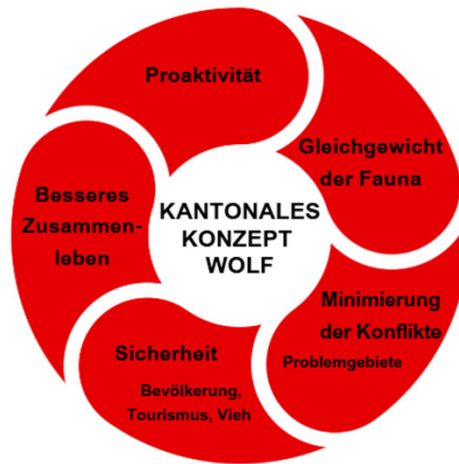 Proaktivität
Gleichgewicht
der Fauna
Minimierung
der Konflikte
Problemgebiete
Sicherheit
Bevölkerung,
Tourismus, Vieh
Besseres
Zusammen-
leben
KANTONALES
KONZEPT
WOLF